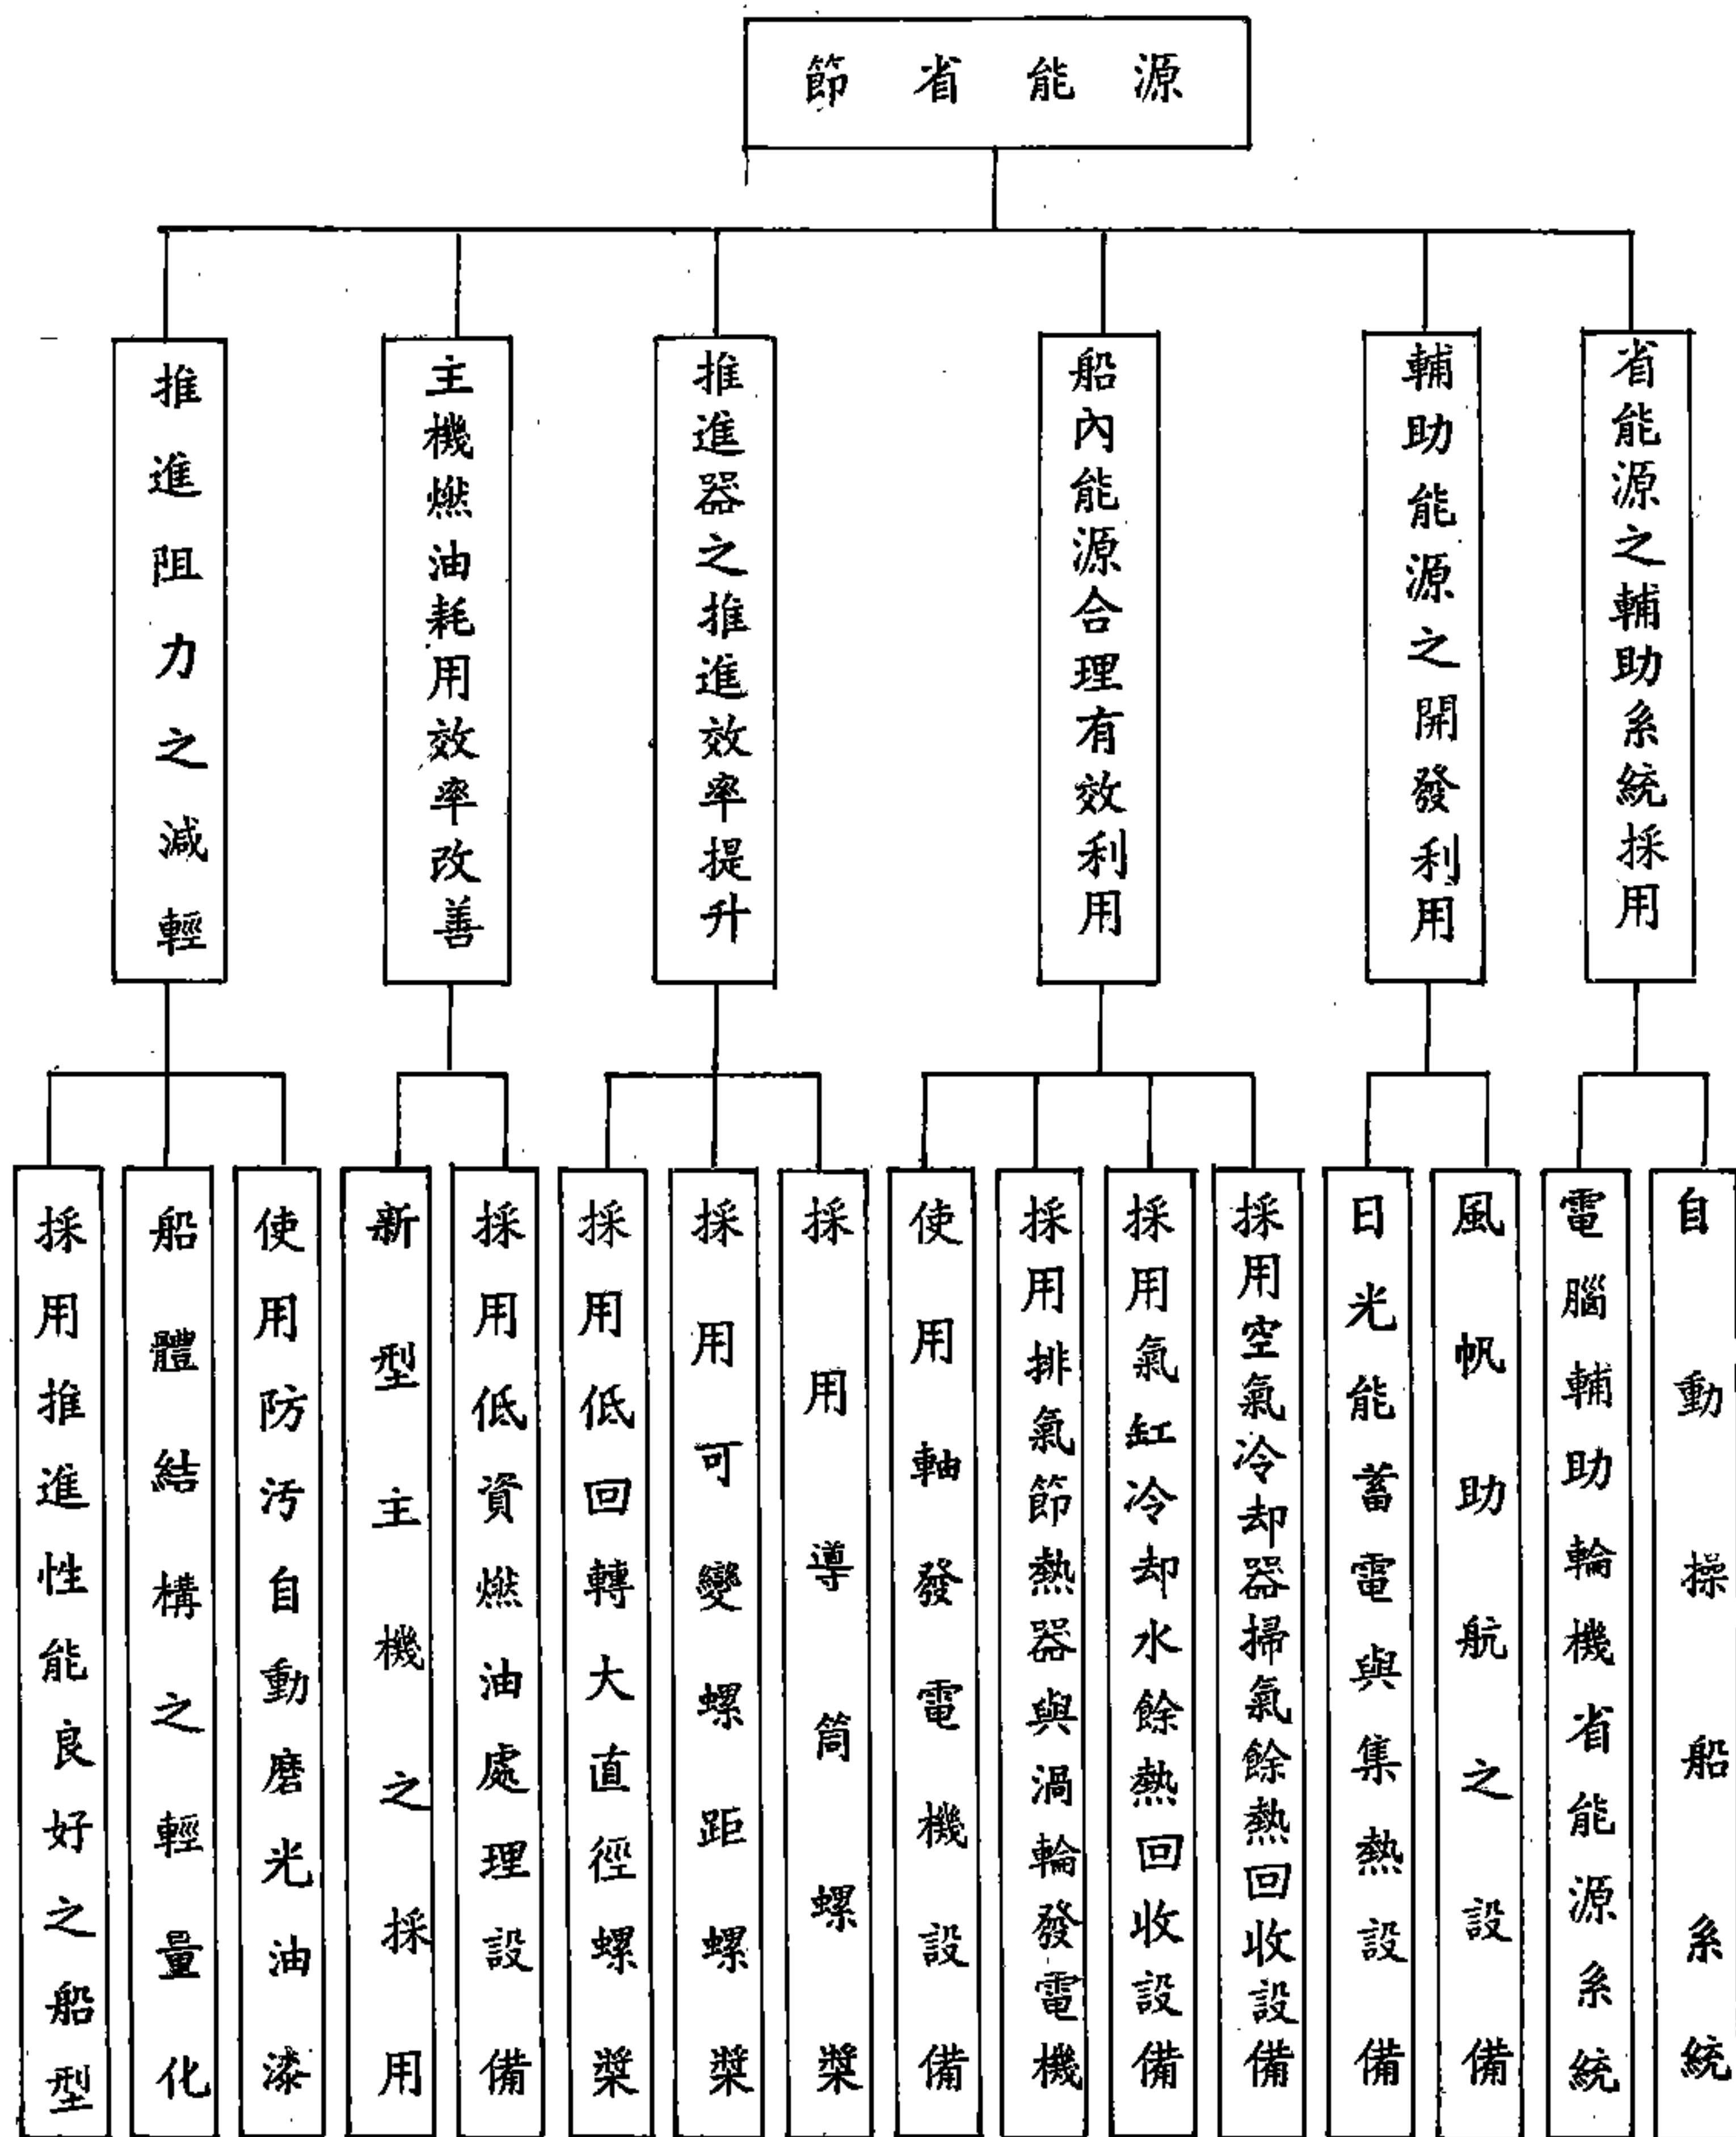 節省能源
推進阻力之減輕
主機燃油耗用效率改善
推進器之推進效率提升
船內能源合理有效利用
輔助能源之開發利用
省能源之輔助系統採用
採用推進性能良好之船型
船體結構之輕量化
使用防污自動磨光油漆
新型主機之採用
採用低資燃油處理設備
採用低回轉大直徑螺槳
採用可變螺距螺槳
採用導筒螺槳
使用軸發電機設備
採用排氣節熱器與渦輪發電機
採用氣缸冷却水餘熱回收設備
採用空氣冷却器掃氣餘熱回收設備
日光能蓄電與集熱設備
風帆助航之設備
電腦輔助輪機省能源系統
自動操船系統